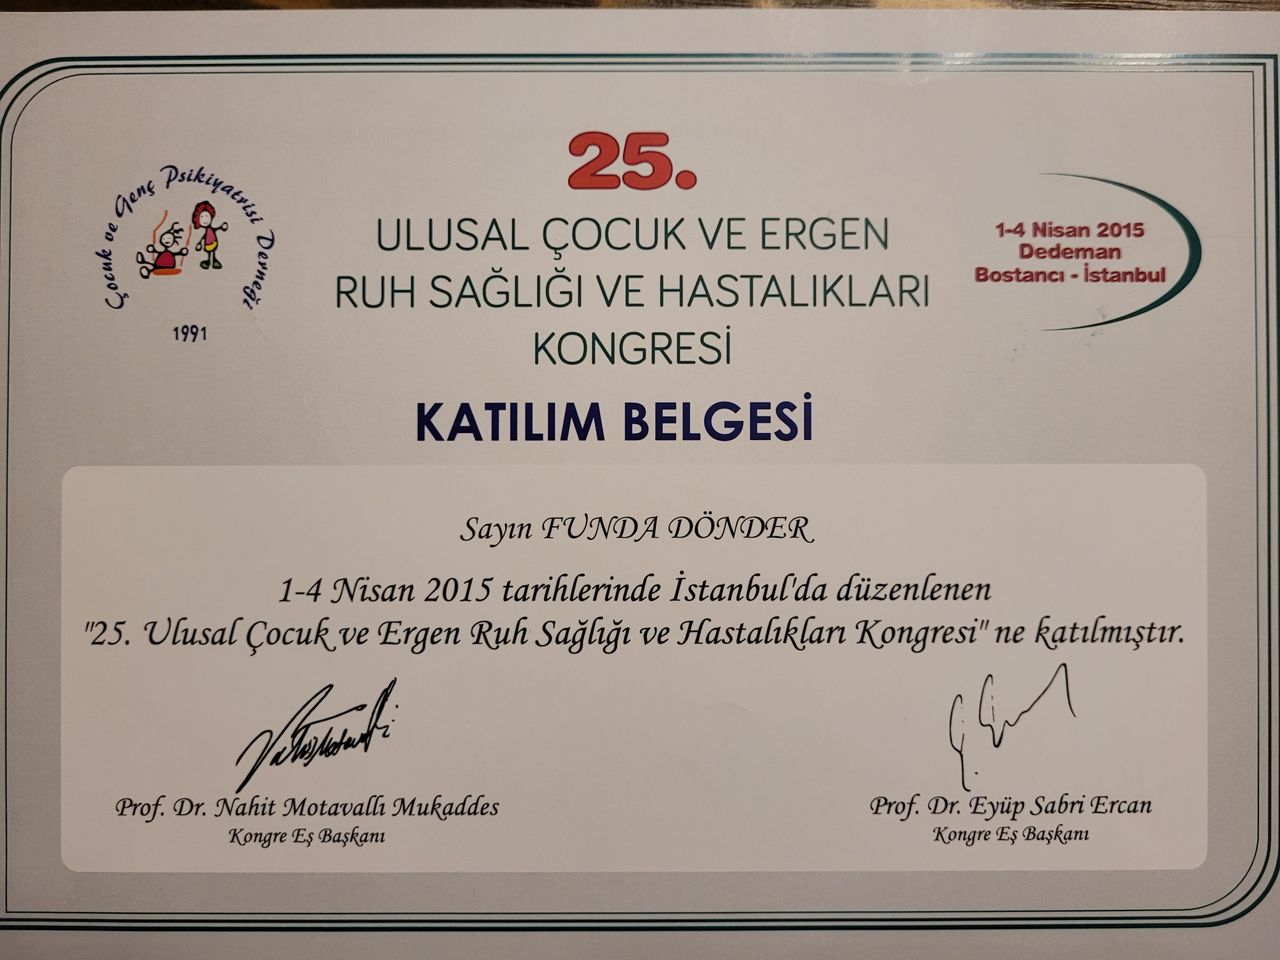 Çocuk ve Genç Psikiyatrisi Derneği
1991
25.
ULUSAL ÇOCUK VE ERGEN
RUH SAĞLIĞI VE HASTALIKLARI
KONGRESİ
1-4 Nisan 2015
Dedeman
Bostancı - İstanbul
KATILIM BELGESİ
Sayın FUNDA DÖNDER
1-4 Nisan 2015 tarihlerinde İstanbul'da düzenlenen
"25. Ulusal Çocuk ve Ergen Ruh Sağlığı ve Hastalıkları Kongresi" ne katılmıştır.
Prof. Dr. Nahit Motavallı Mukaddes
Kongre Eş Başkanı
Prof. Dr. Eyüp Sabri Ercan
Kongre Eş Başkanı